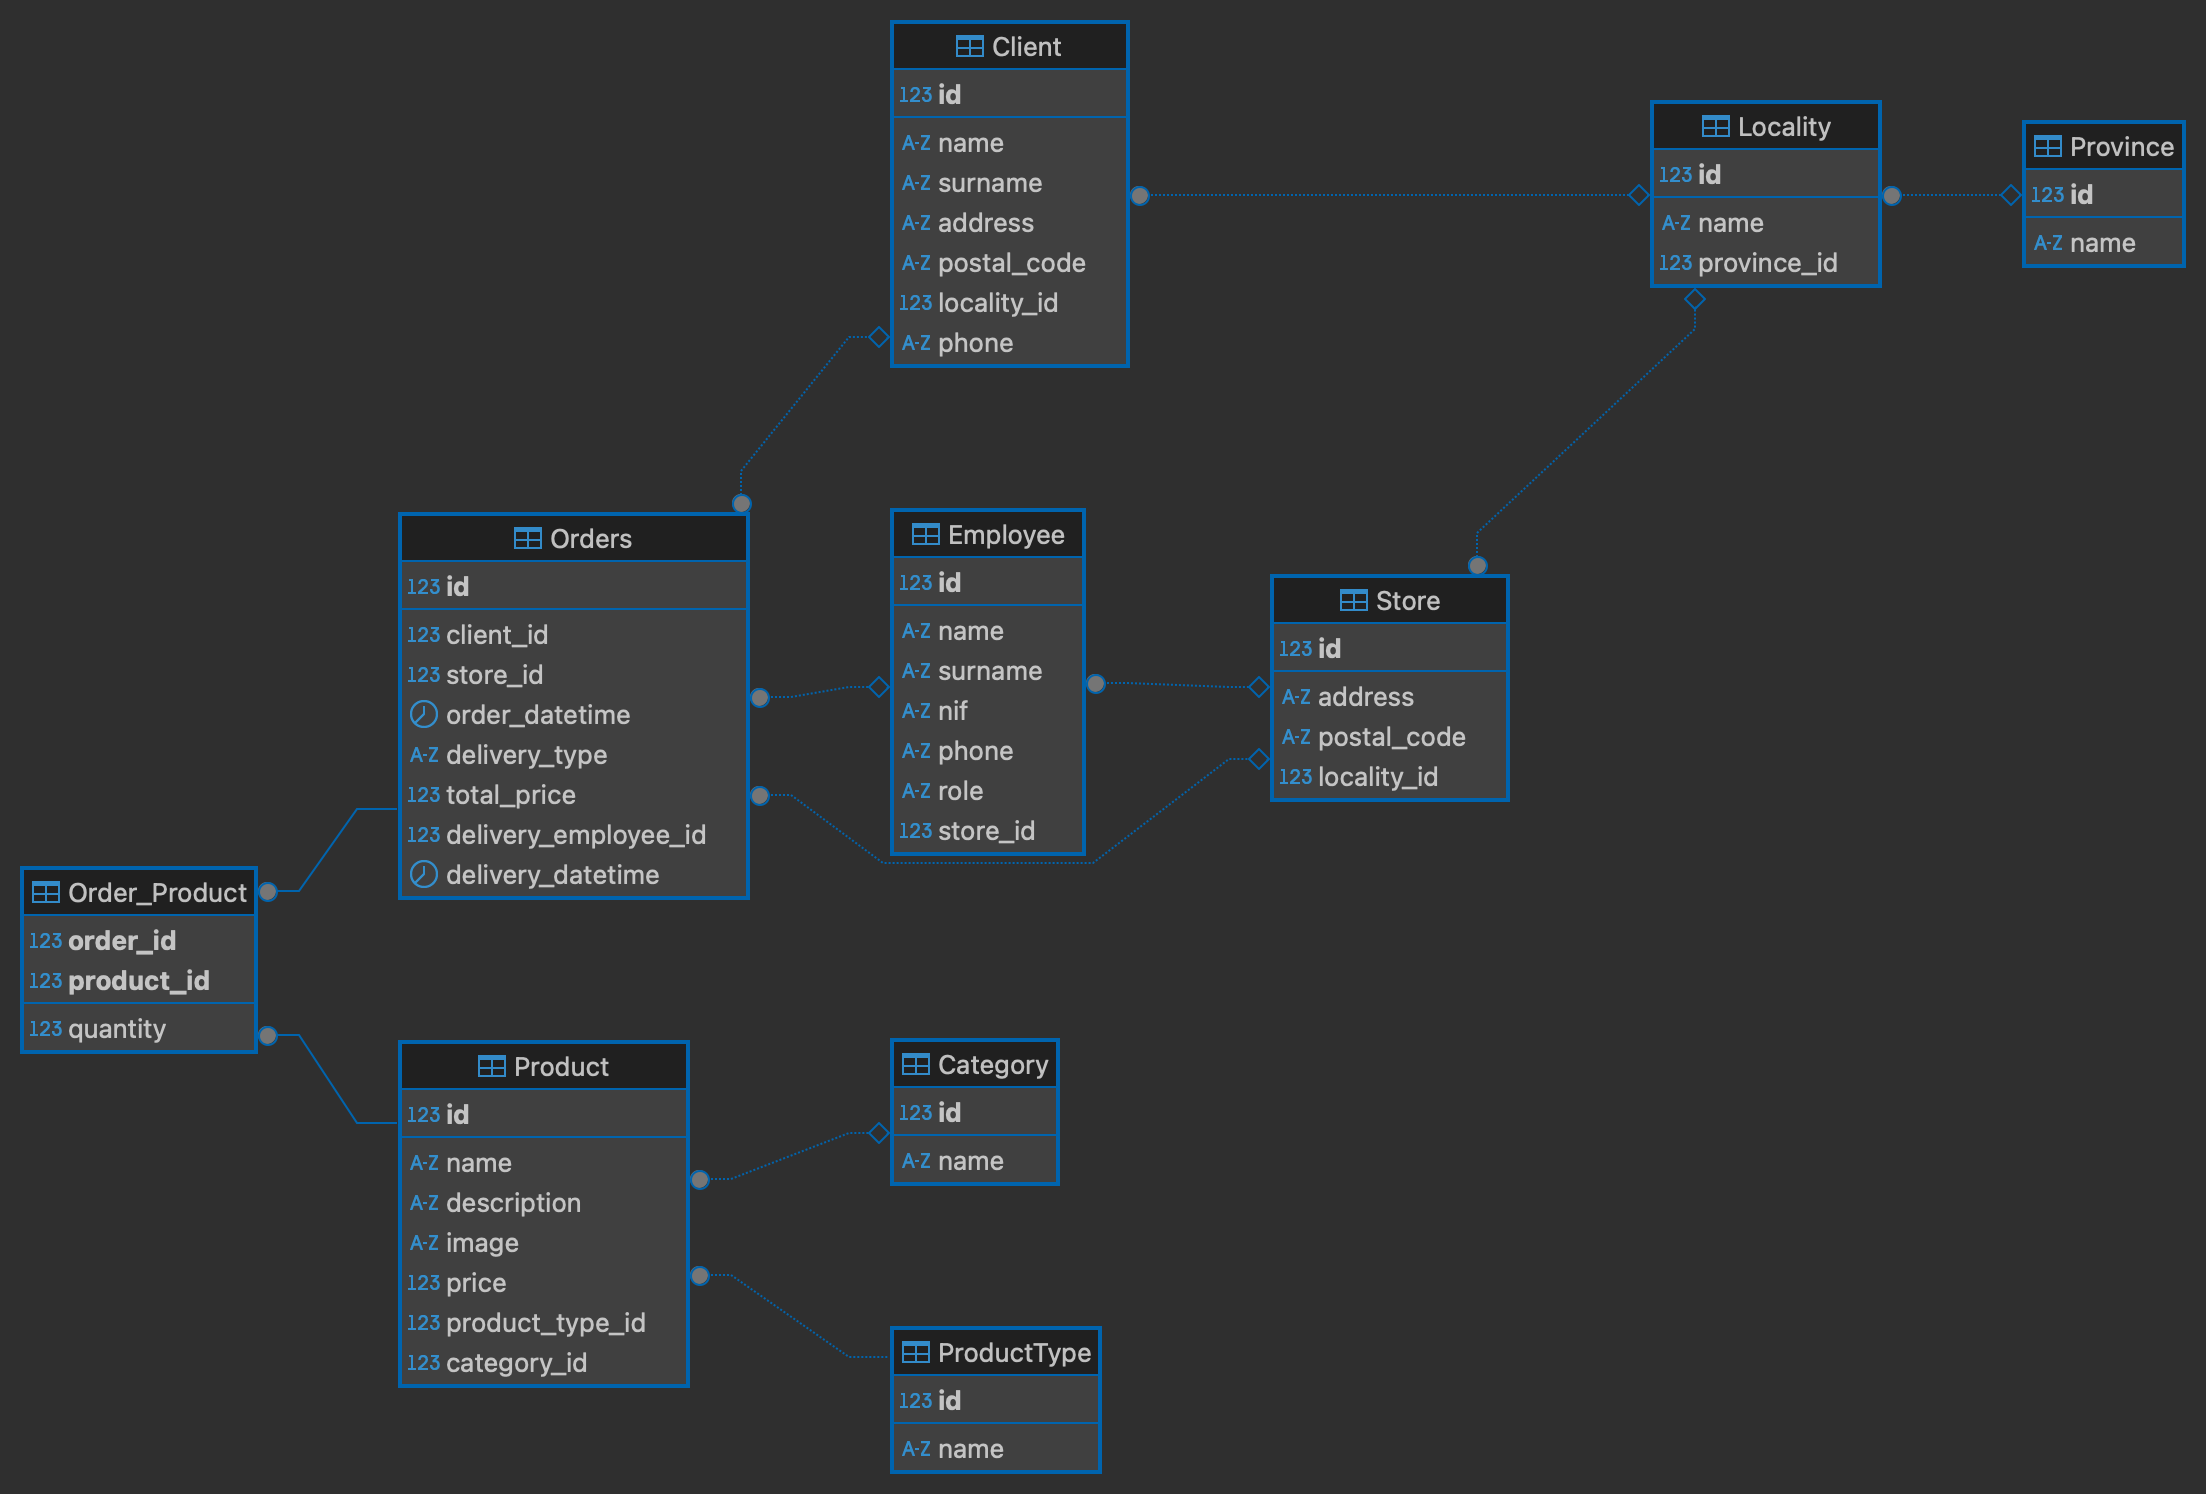 Client
123 id
A-Z name
A-Z surname
A-Z address
A-Z postal_code
123 locality_id
A-Z phone
Locality
123 id
A-Z name
123 province_id
Province
123 id
A-Z name
Orders
123 id
123 client_id
123 store_id
order_datetime
A-Z delivery_type
123 total_price
123 delivery_employee_id
delivery_datetime
Employee
123 id
A-Z name
A-Z surname
A-Z nif
A-Z phone
A-Z role
123 store_id
Store
123 id
A-Z address
A-Z postal_code
123 locality_id
Order_Product
123 order_id
123 product_id
123 quantity
Product
123 id
A-Z name
A-Z description
A-Z image
123 price
123 product_type_id
123 category_id
Category
123 id
A-Z name
ProductType
123 id
A-Z name